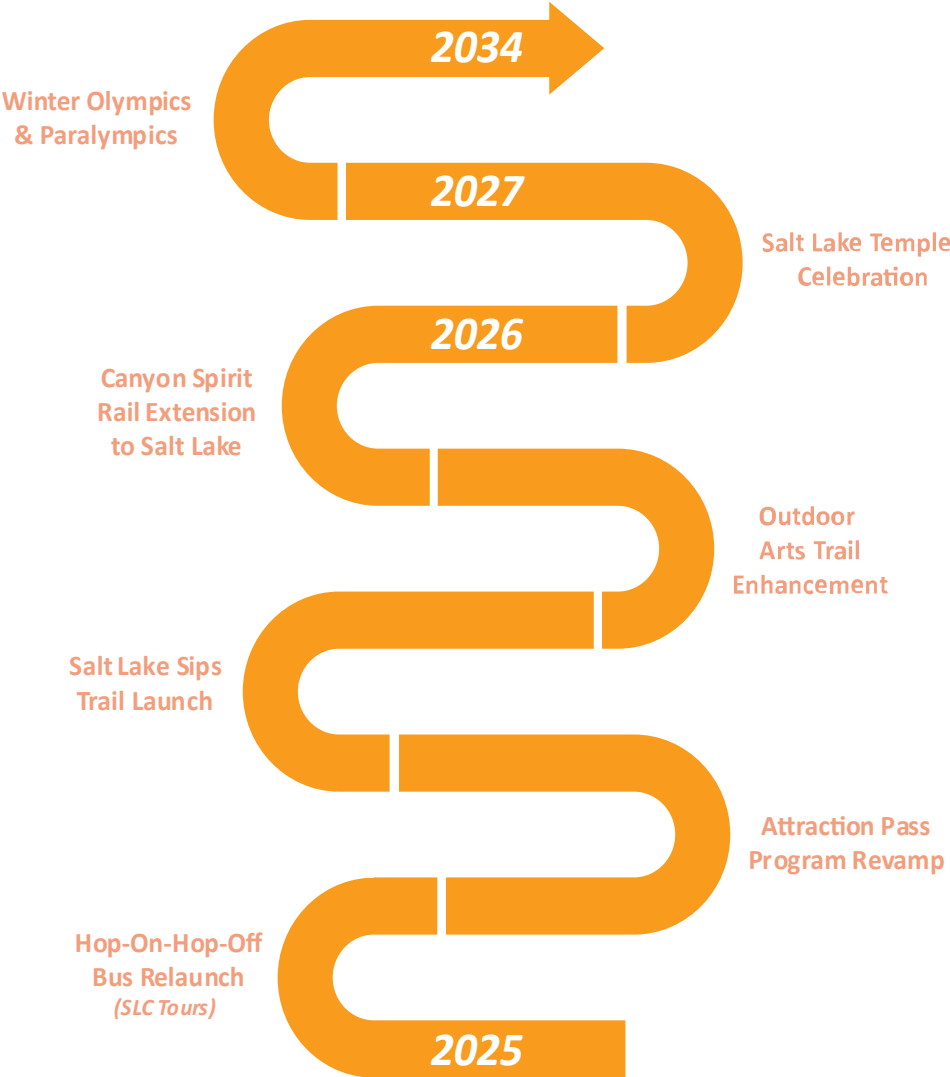 2034
Winter Olympics
& Paralympics
2027
Salt Lake Temple
Celebration
2026
Canyon Spirit
Rail Extension
to Salt Lake
Outdoor
Arts Trail
Enhancement
Salt Lake Sips
Trail Launch
Attraction Pass
Program Revamp
Hop-On-Hop-Off
Bus Relaunch
(SLC Tours)
2025